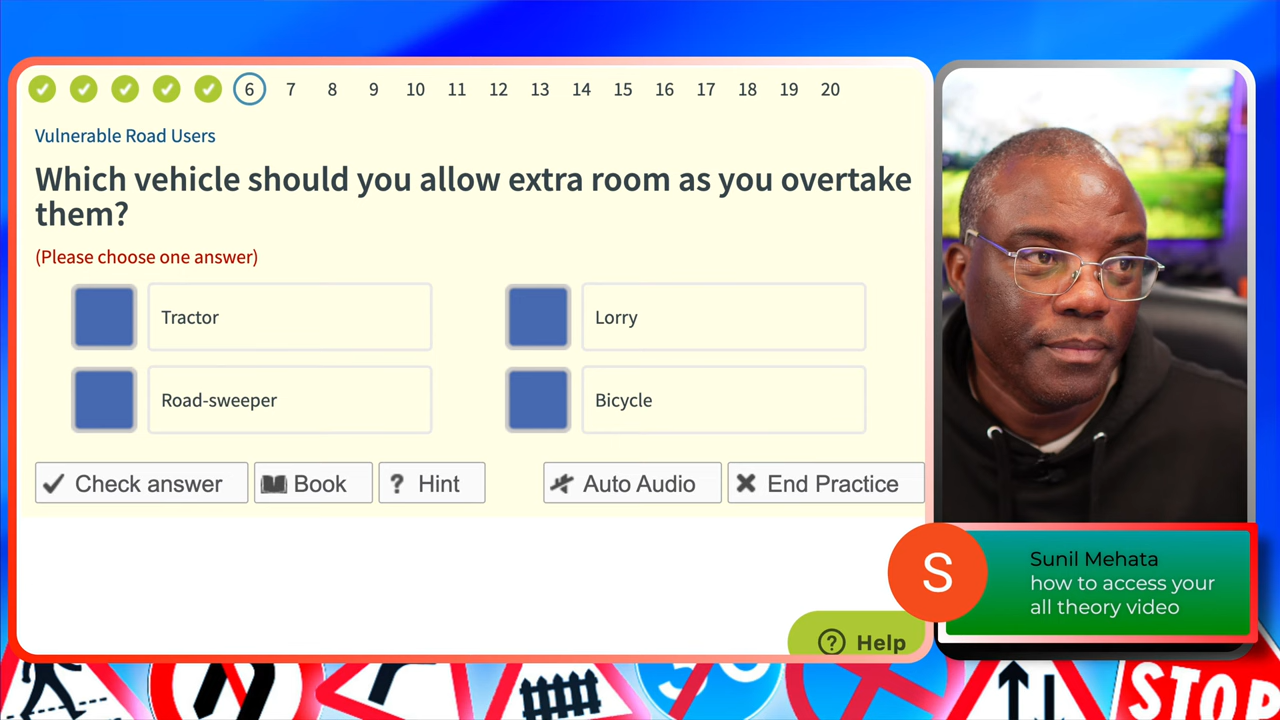 6 7 8 9 10 11 12 13 14 15 16 17 18 19 20
Vulnerable Road Users
Which vehicle should you allow extra room as you overtake
them?
(Please choose one answer)
Tractor
Lorry
Road-sweeper
Bicycle
Check answer
Book
? Hint
Auto Audio
End Practice
? Help
S
Sunil Mehata
how to access your
all theory video
STOP